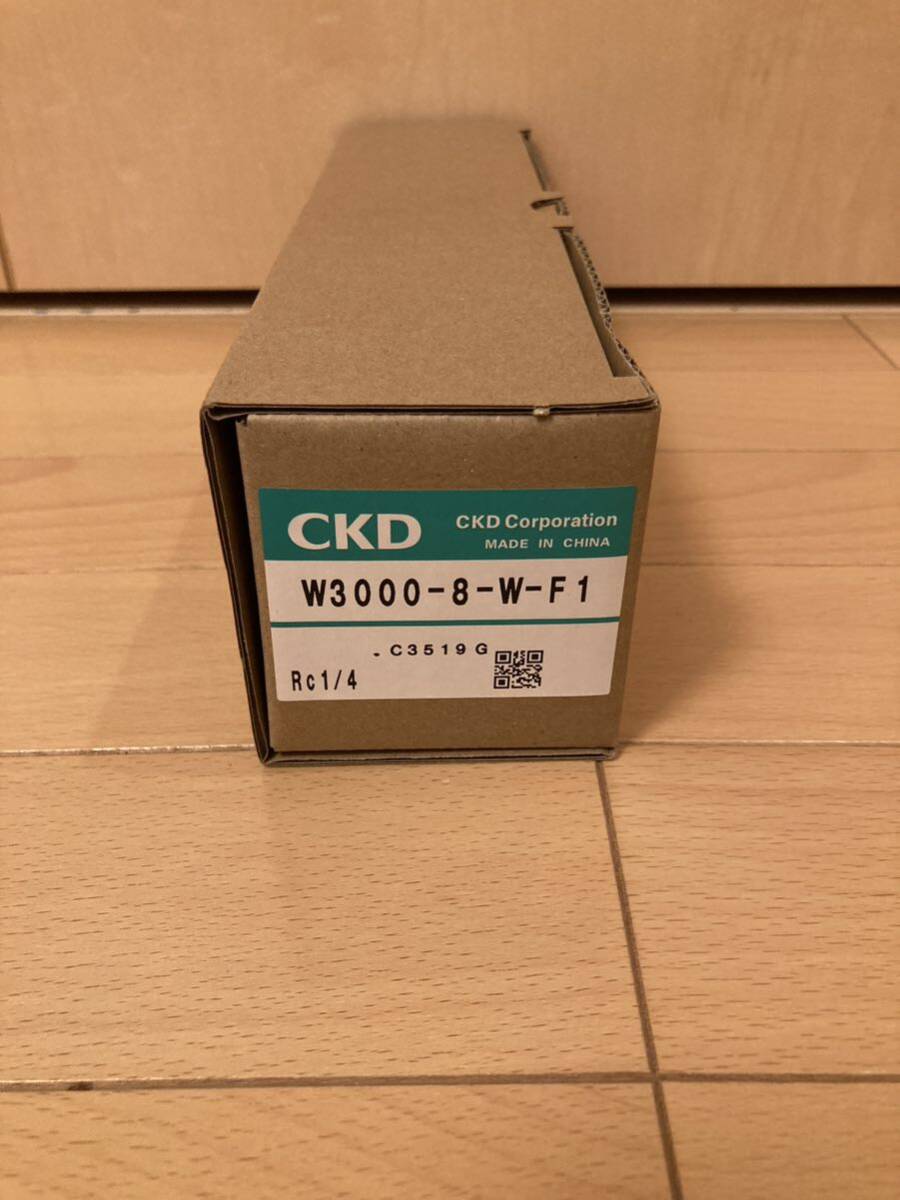 CKD
CKD Corporation
MADE IN CHINA
W3000-8-W-F1
C3519G
Rc1/4